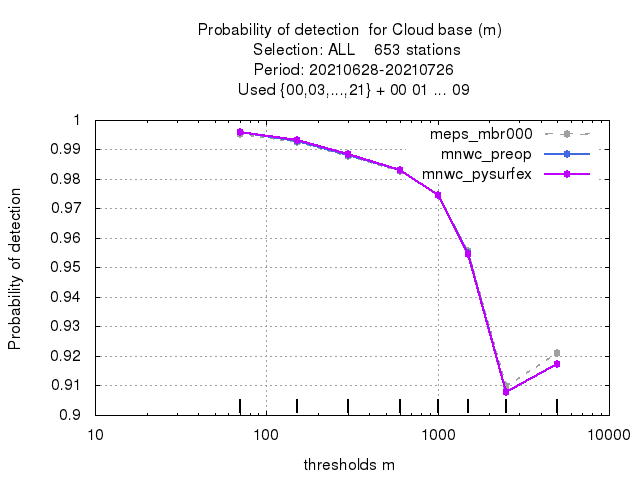 Probability of detection  for Cloud base (m)
Selection: ALL    653 stations
Period: 20210628-20210726
Used {00,03,...,21} + 00 01 ... 09
meps_mbr000
mnwc_preop
mnwc_pysurfex
1
0.99
0.98
0.97
0.96
0.95
0.94
0.93
0.92
0.91
0.9
Probability of detection
10
100
1000
10000
thresholds m